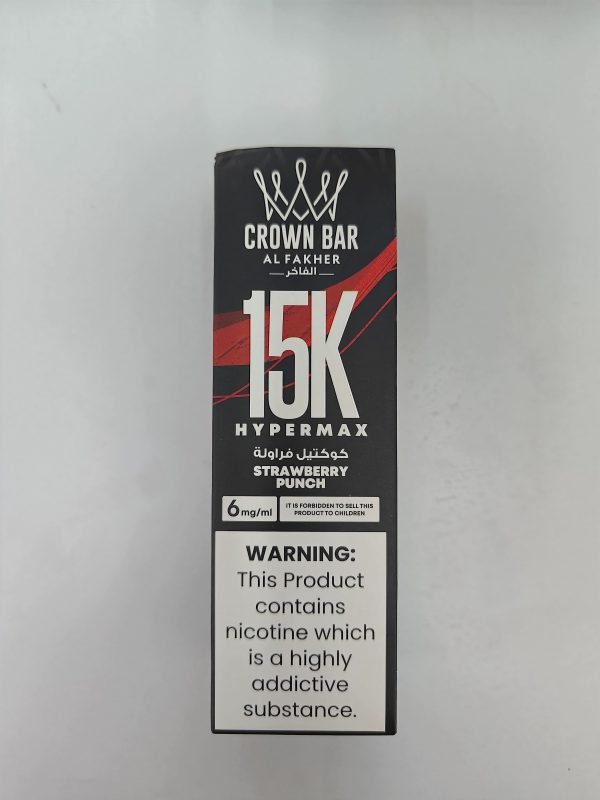 CROWN BAR
AL FAKHER
الفاخر
15K
HYPERMAX
كوكتيل فراولة
STRAWBERRY
PUNCH
6mg/ml
IT IS FORBIDDEN TO SELL THIS
PRODUCT TO CHILDREN
WARNING:
This Product
contains
nicotine which
is a highly
addictive
substance.